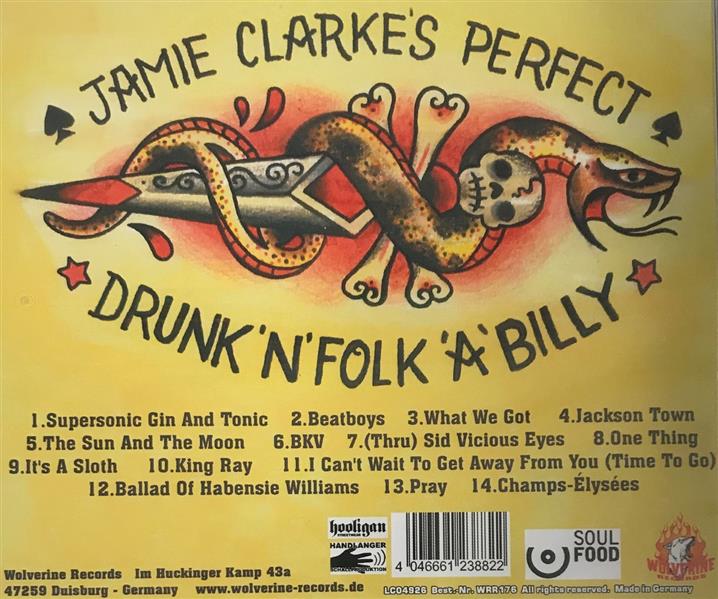 JAMIE CLARKE'S PERFECT
DRUNK 'N' FOLK 'A' BILLY
1.Supersonic Gin And Tonic 2.Beatboys 3.What We Got 4.Jackson Town
5.The Sun And The Moon 6.BKV 7.(Thru) Sid Vicious Eyes 8.One Thing
9.It's A Sloth 10.King Ray 11.I Can't Wait To Get Away From You (Time To Go)
12.Ballad Of Habensie Williams 13.Pray 14.Champs-Élysées
hooligan
STREETWEAR
HANDLANGER
SCHALLPRODUKTION
4 046661 238822
SOUL
FOOD
WOLVERINE
RECORDS
Wolverine Records Im Huckinger Kamp 43a
47259 Duisburg - Germany www.wolverine-records.de
LC04926 Best.-Nr. WRR176 All rights reserved. Made in Germany